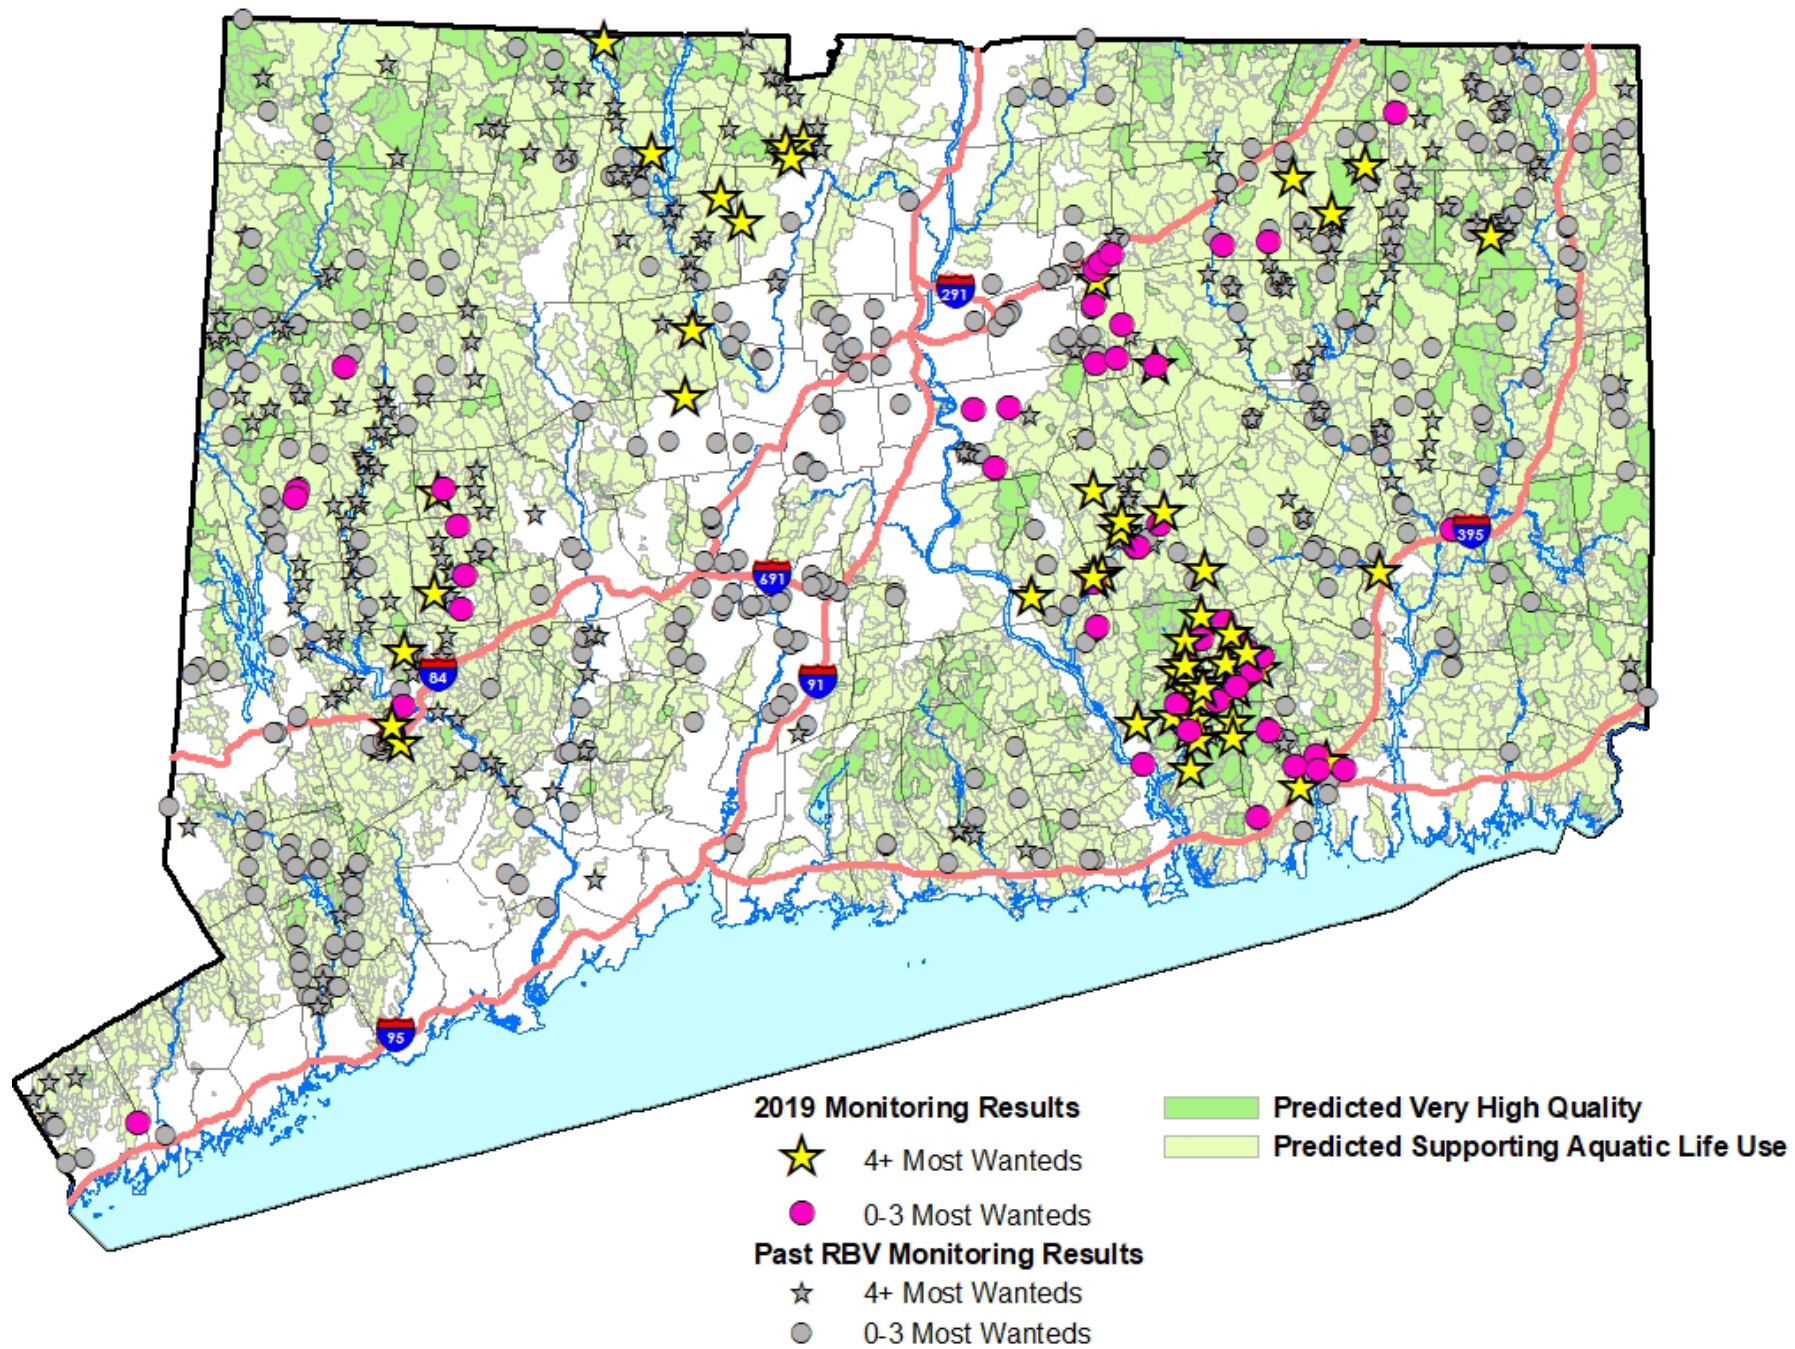 291
395
691
84
91
95
2019 Monitoring Results
4+ Most Wanteds
0-3 Most Wanteds
Past RBV Monitoring Results
4+ Most Wanteds
0-3 Most Wanteds
Predicted Very High Quality
Predicted Supporting Aquatic Life Use